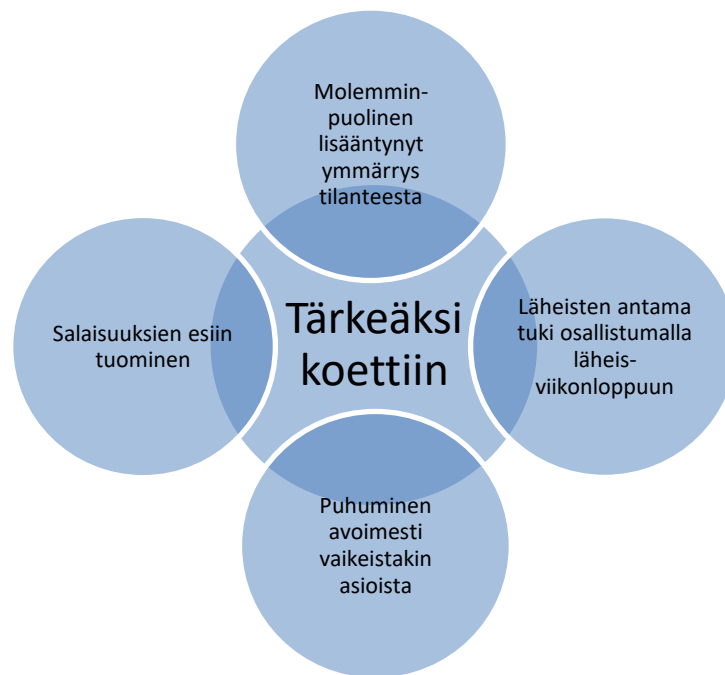 Molemmin-
puolinen
lisääntynyt
ymmärrys
tilanteesta
Salaisuuksien esiin
tuominen
Tärkeäksi
koettiin
Läheisten antama
tuki osallistumalla
läheis-
viikonloppuun
Puhuminen
avoimesti
vaikeistakin
asioista